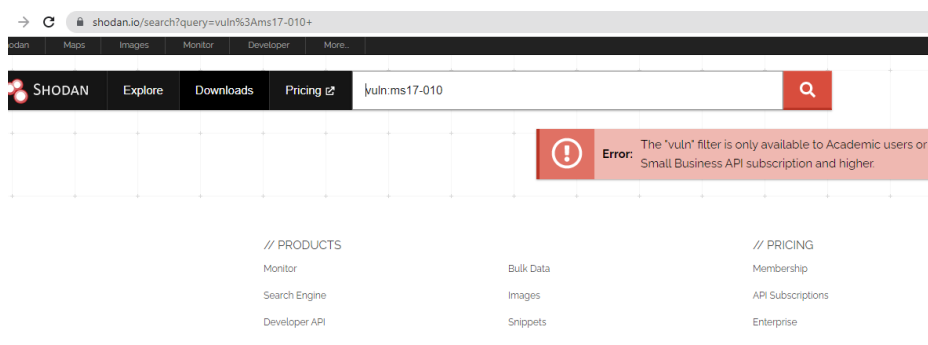 shodan.io/search?query=vuln%3Ams17-010+
Maps Images Monitor Developer More...
SHODAN Explore Downloads Pricing vuln:ms17-010
Error: The "vuln" filter is only available to Academic users or
Small Business API subscription and higher.
// PRODUCTS // PRICING
Monitor Bulk Data Membership
Search Engine Images API Subscriptions
Developer API Snippets Enterprise